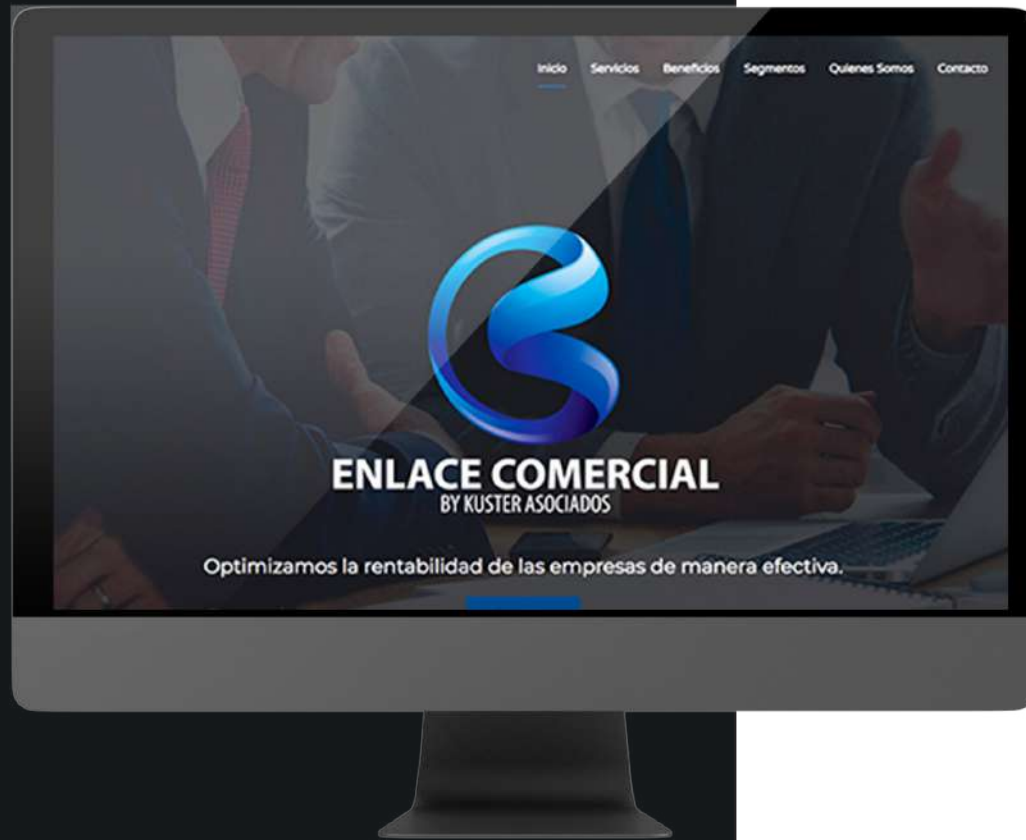 Inicio Servicios Beneficios Segmentos Quienes Somos Contacto
ENLACE COMERCIAL
BY KUSTER ASOCIADOS
Optimizamos la rentabilidad de las empresas de manera efectiva.